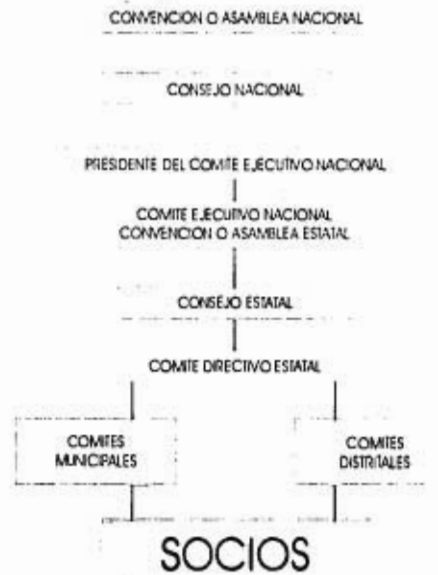 CONVENCION O ASAMBLEA NACIONAL
CONSEJO NACIONAL
PRESIDENTE DEL COMITE EJECUTIVO NACIONAL
COMITE EJECUTIVO NACIONAL
CONVENCION O ASAMBLEA ESTATAL
CONSEJO ESTATAL
COMITE DIRECTIVO ESTATAL
COMITES
MUNICIPALES
COMITES
DISTRITALES
SOCIOS